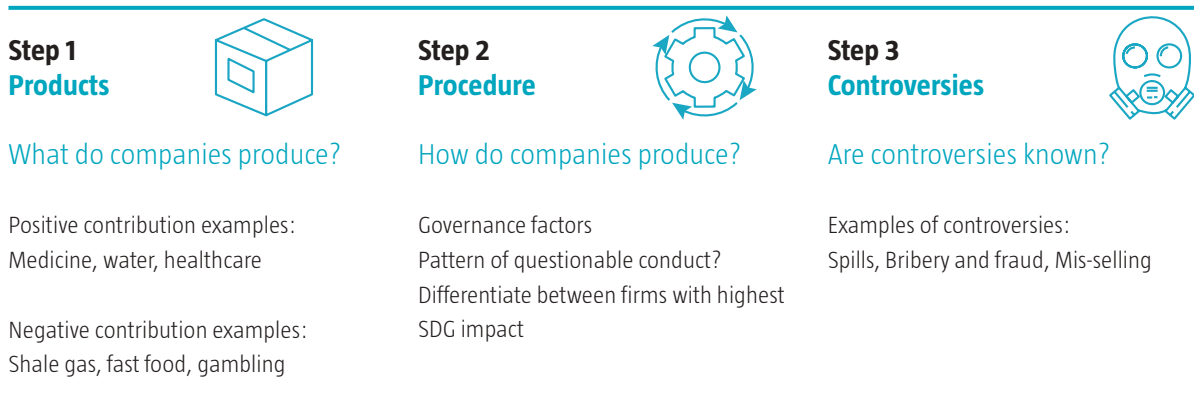 Step 1
Products
What do companies produce?
Positive contribution examples:
Medicine, water, healthcare
Negative contribution examples:
Shale gas, fast food, gambling
Step 2
Procedure
How do companies produce?
Governance factors
Pattern of questionable conduct?
Differentiate between firms with highest
SDG impact
Step 3
Controversies
Are controversies known?
Examples of controversies:
Spills, Bribery and fraud, Mis-selling